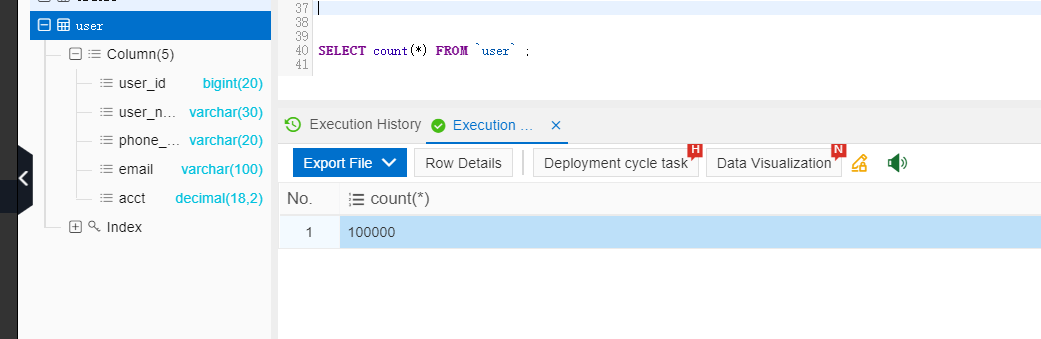 user
Column(5)
user_id bigint(20)
user_n... varchar(30)
phone_... varchar(20)
email varchar(100)
acct decimal(18,2)
Index
37
38
39
40 SELECT count(*) FROM `user` ;
41
Execution History Execution ... ×
Export File Row Details Deployment cycle task H Data Visualization N
No. count(*)
1 100000